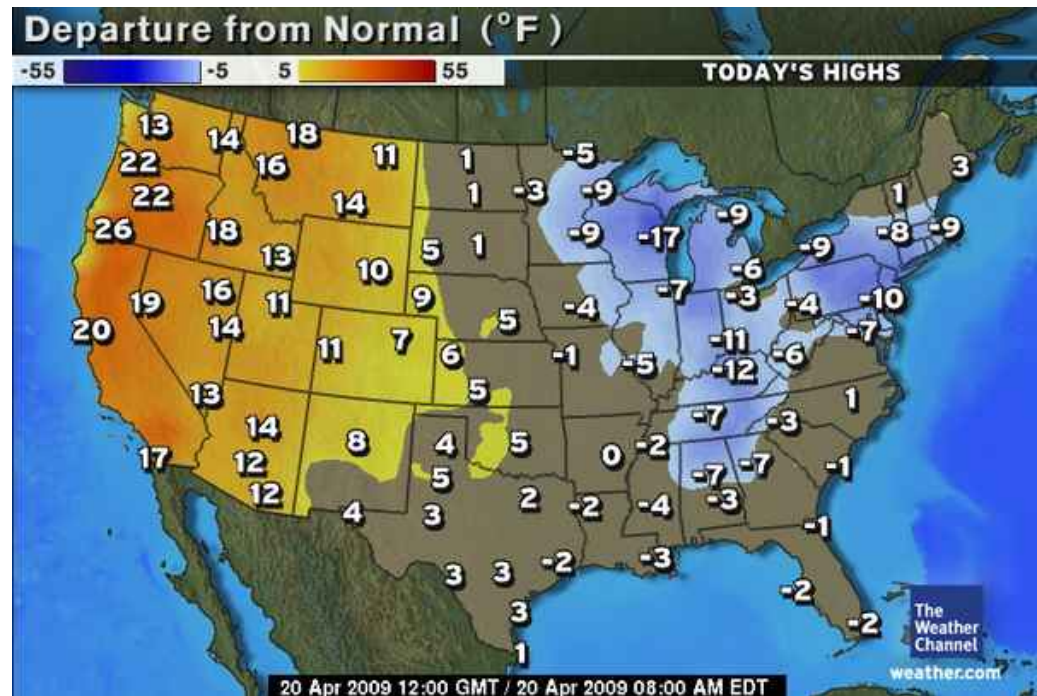 Departure from Normal (°F)
-55 -5 5 55 TODAY'S HIGHS
13 14 18 11 1 -5
22 16 1 -3 -9 3
22 14 1
26 18 5 1 -9 -17 -9 -9 -8 -9
13 10 -6
19 16 11 9 -4 -7 -3 -4 -10
20 14 11 7 5 -11 -7
6 -1 -5 -12 -6
13 5 1
14 8 4 5 0 -2 -7 -3
17 12 5 -7 -7 -1
12 4 3 2 -2 -4 -3
-1
3 3 -2 -3
3 -2
1 -2
The
Weather
Channel
weather.com
20 Apr 2009 12:00 GMT / 20 Apr 2009 08:00 AM EDT